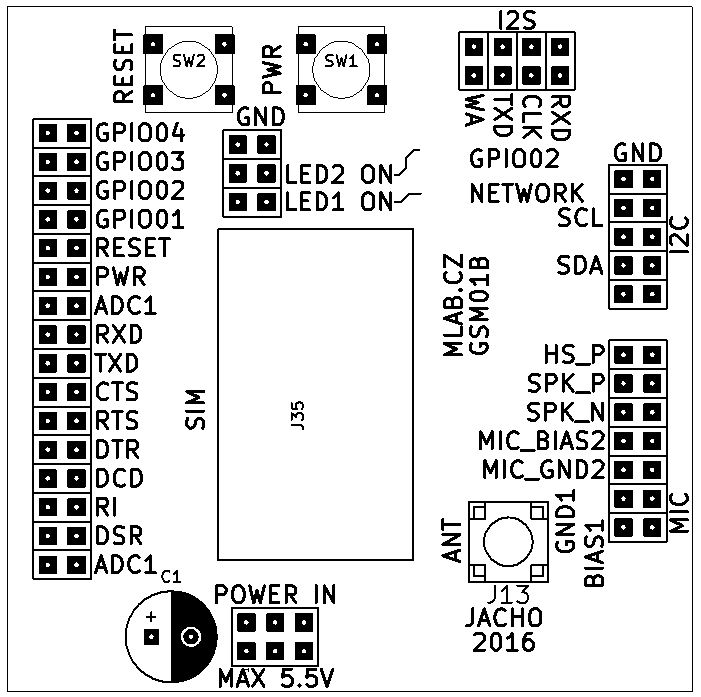 I2S
RESET
SW2
PWR
SW1
WA
TXD
CLK
RXD
GND
GPIO04
GPIO03
GPIO02
GPIO01
RESET
PWR
ADC1
RXD
TXD
CTS
RTS
DTR
DCD
RI
DSR
ADC1
LED2 ON
LED1 ON
GPIO02
NETWORK
GND
SCL
SDA
I2C
MLAB.CZ
GSM01B
SIM
J35
HS_P
SPK_P
SPK_N
MIC_BIAS2
MIC_GND2
MIC
GND1
BIAS1
ANT
J13
JACHO
2016
C1
+
POWER IN
MAX 5.5V